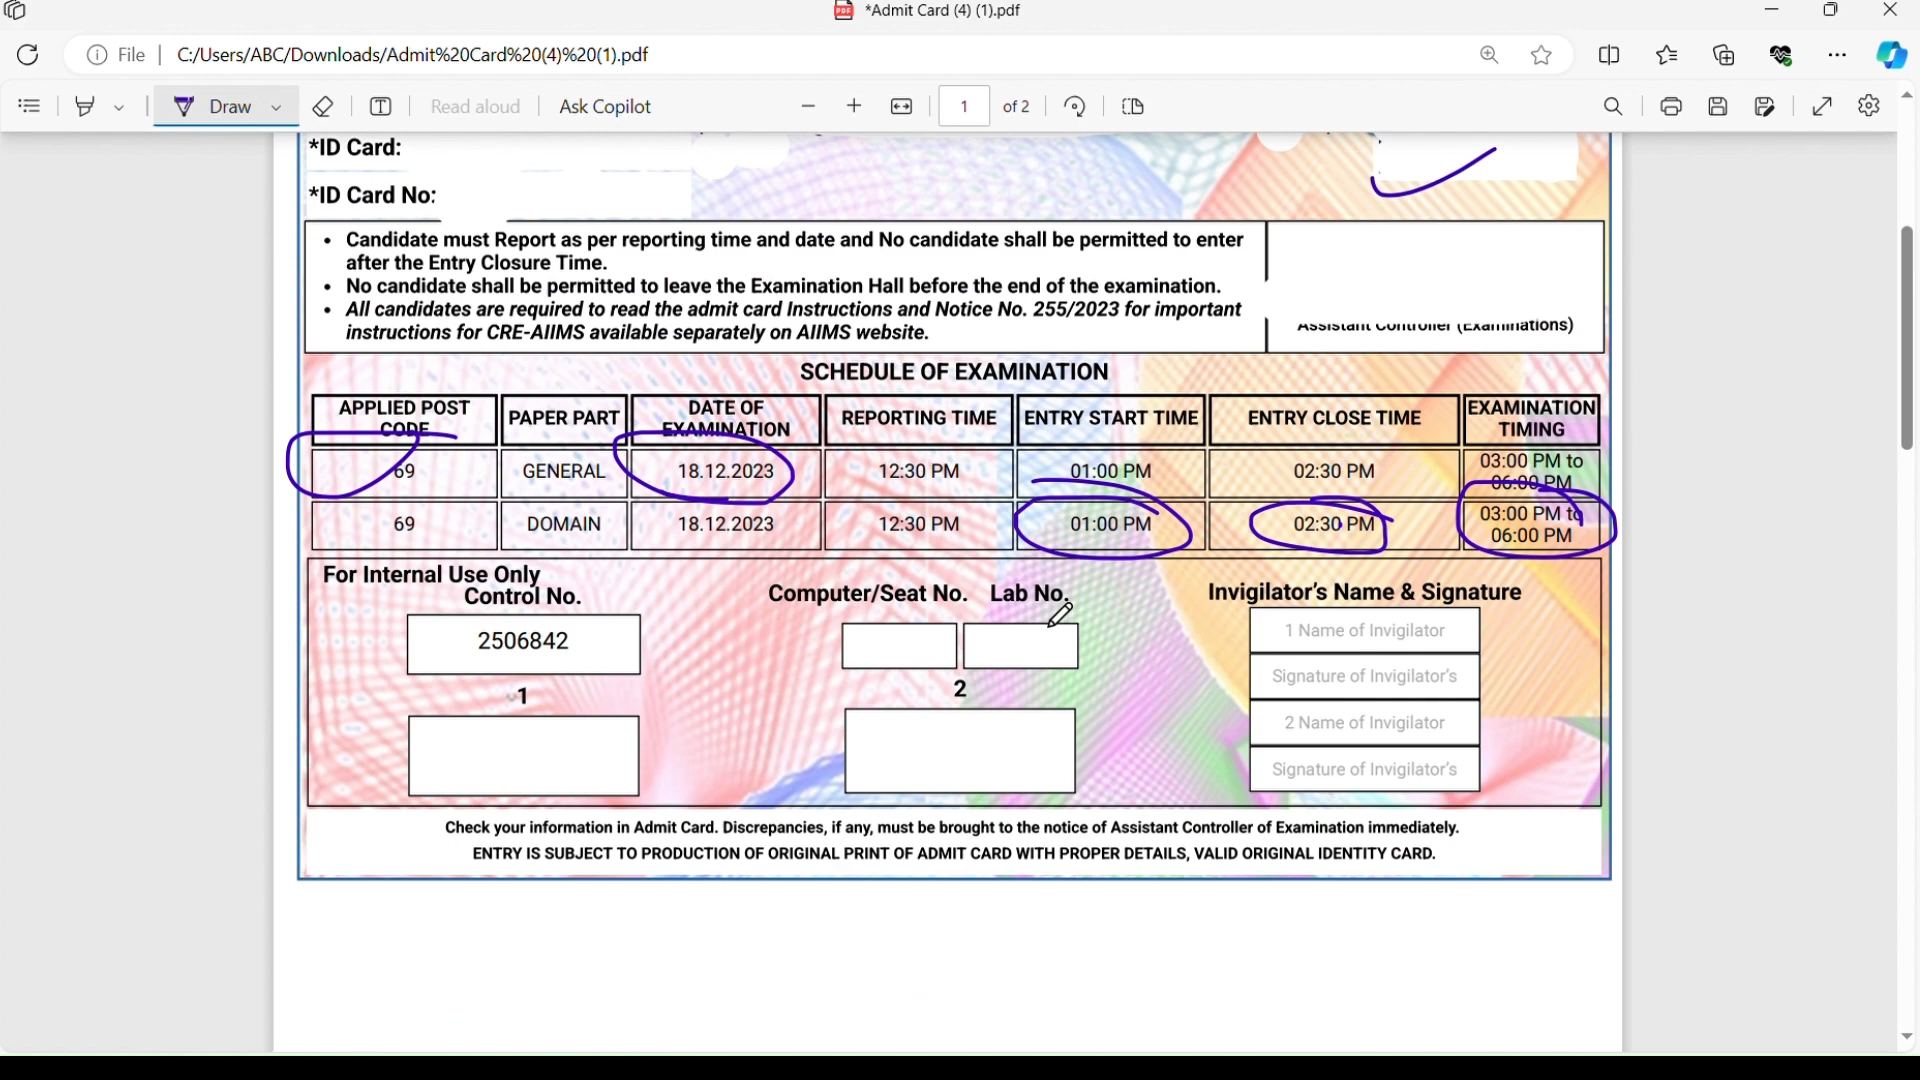 *Admit Card (4) (1).pdf
File C:/Users/ABC/Downloads/Admit%20Card%20(4)%20(1).pdf
Draw Read aloud Ask Copilot 1 of 2
*ID Card:
*ID Card No:
• Candidate must Report as per reporting time and date and No candidate shall be permitted to enter
after the Entry Closure Time.
• No candidate shall be permitted to leave the Examination Hall before the end of the examination.
• All candidates are required to read the admit card Instructions and Notice No. 255/2023 for important
instructions for CRE-AIIMS available separately on AIIMS website.
Assistant Controller (Examinations)
SCHEDULE OF EXAMINATION
APPLIED POST CODE PAPER PART DATE OF EXAMINATION REPORTING TIME ENTRY START TIME ENTRY CLOSE TIME EXAMINATION TIMING
69 GENERAL 18.12.2023 12:30 PM 01:00 PM 02:30 PM 03:00 PM to 06:00 PM
69 DOMAIN 18.12.2023 12:30 PM 01:00 PM 02:30 PM 03:00 PM to 06:00 PM
For Internal Use Only
Control No. Computer/Seat No. Lab No. Invigilator's Name & Signature
2506842
1 Name of Invigilator
Signature of Invigilator's
1 2
2 Name of Invigilator
Signature of Invigilator's
Check your information in Admit Card. Discrepancies, if any, must be brought to the notice of Assistant Controller of Examination immediately.
ENTRY IS SUBJECT TO PRODUCTION OF ORIGINAL PRINT OF ADMIT CARD WITH PROPER DETAILS, VALID ORIGINAL IDENTITY CARD.